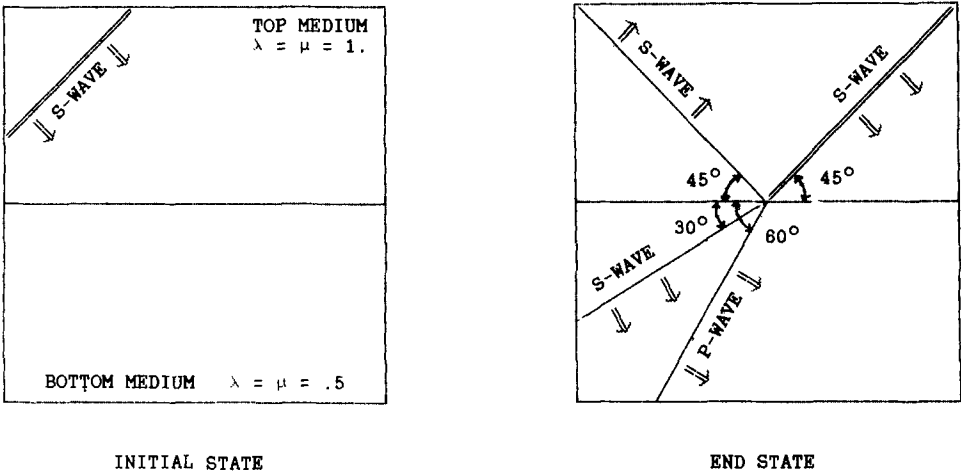 TOP MEDIUM
λ = μ = 1.
S-WAVE
BOTTOM MEDIUM λ = μ = .5
INITIAL STATE
S-WAVE
S-WAVE
45°
45°
30°
60°
S-WAVE
P-WAVE
END STATE